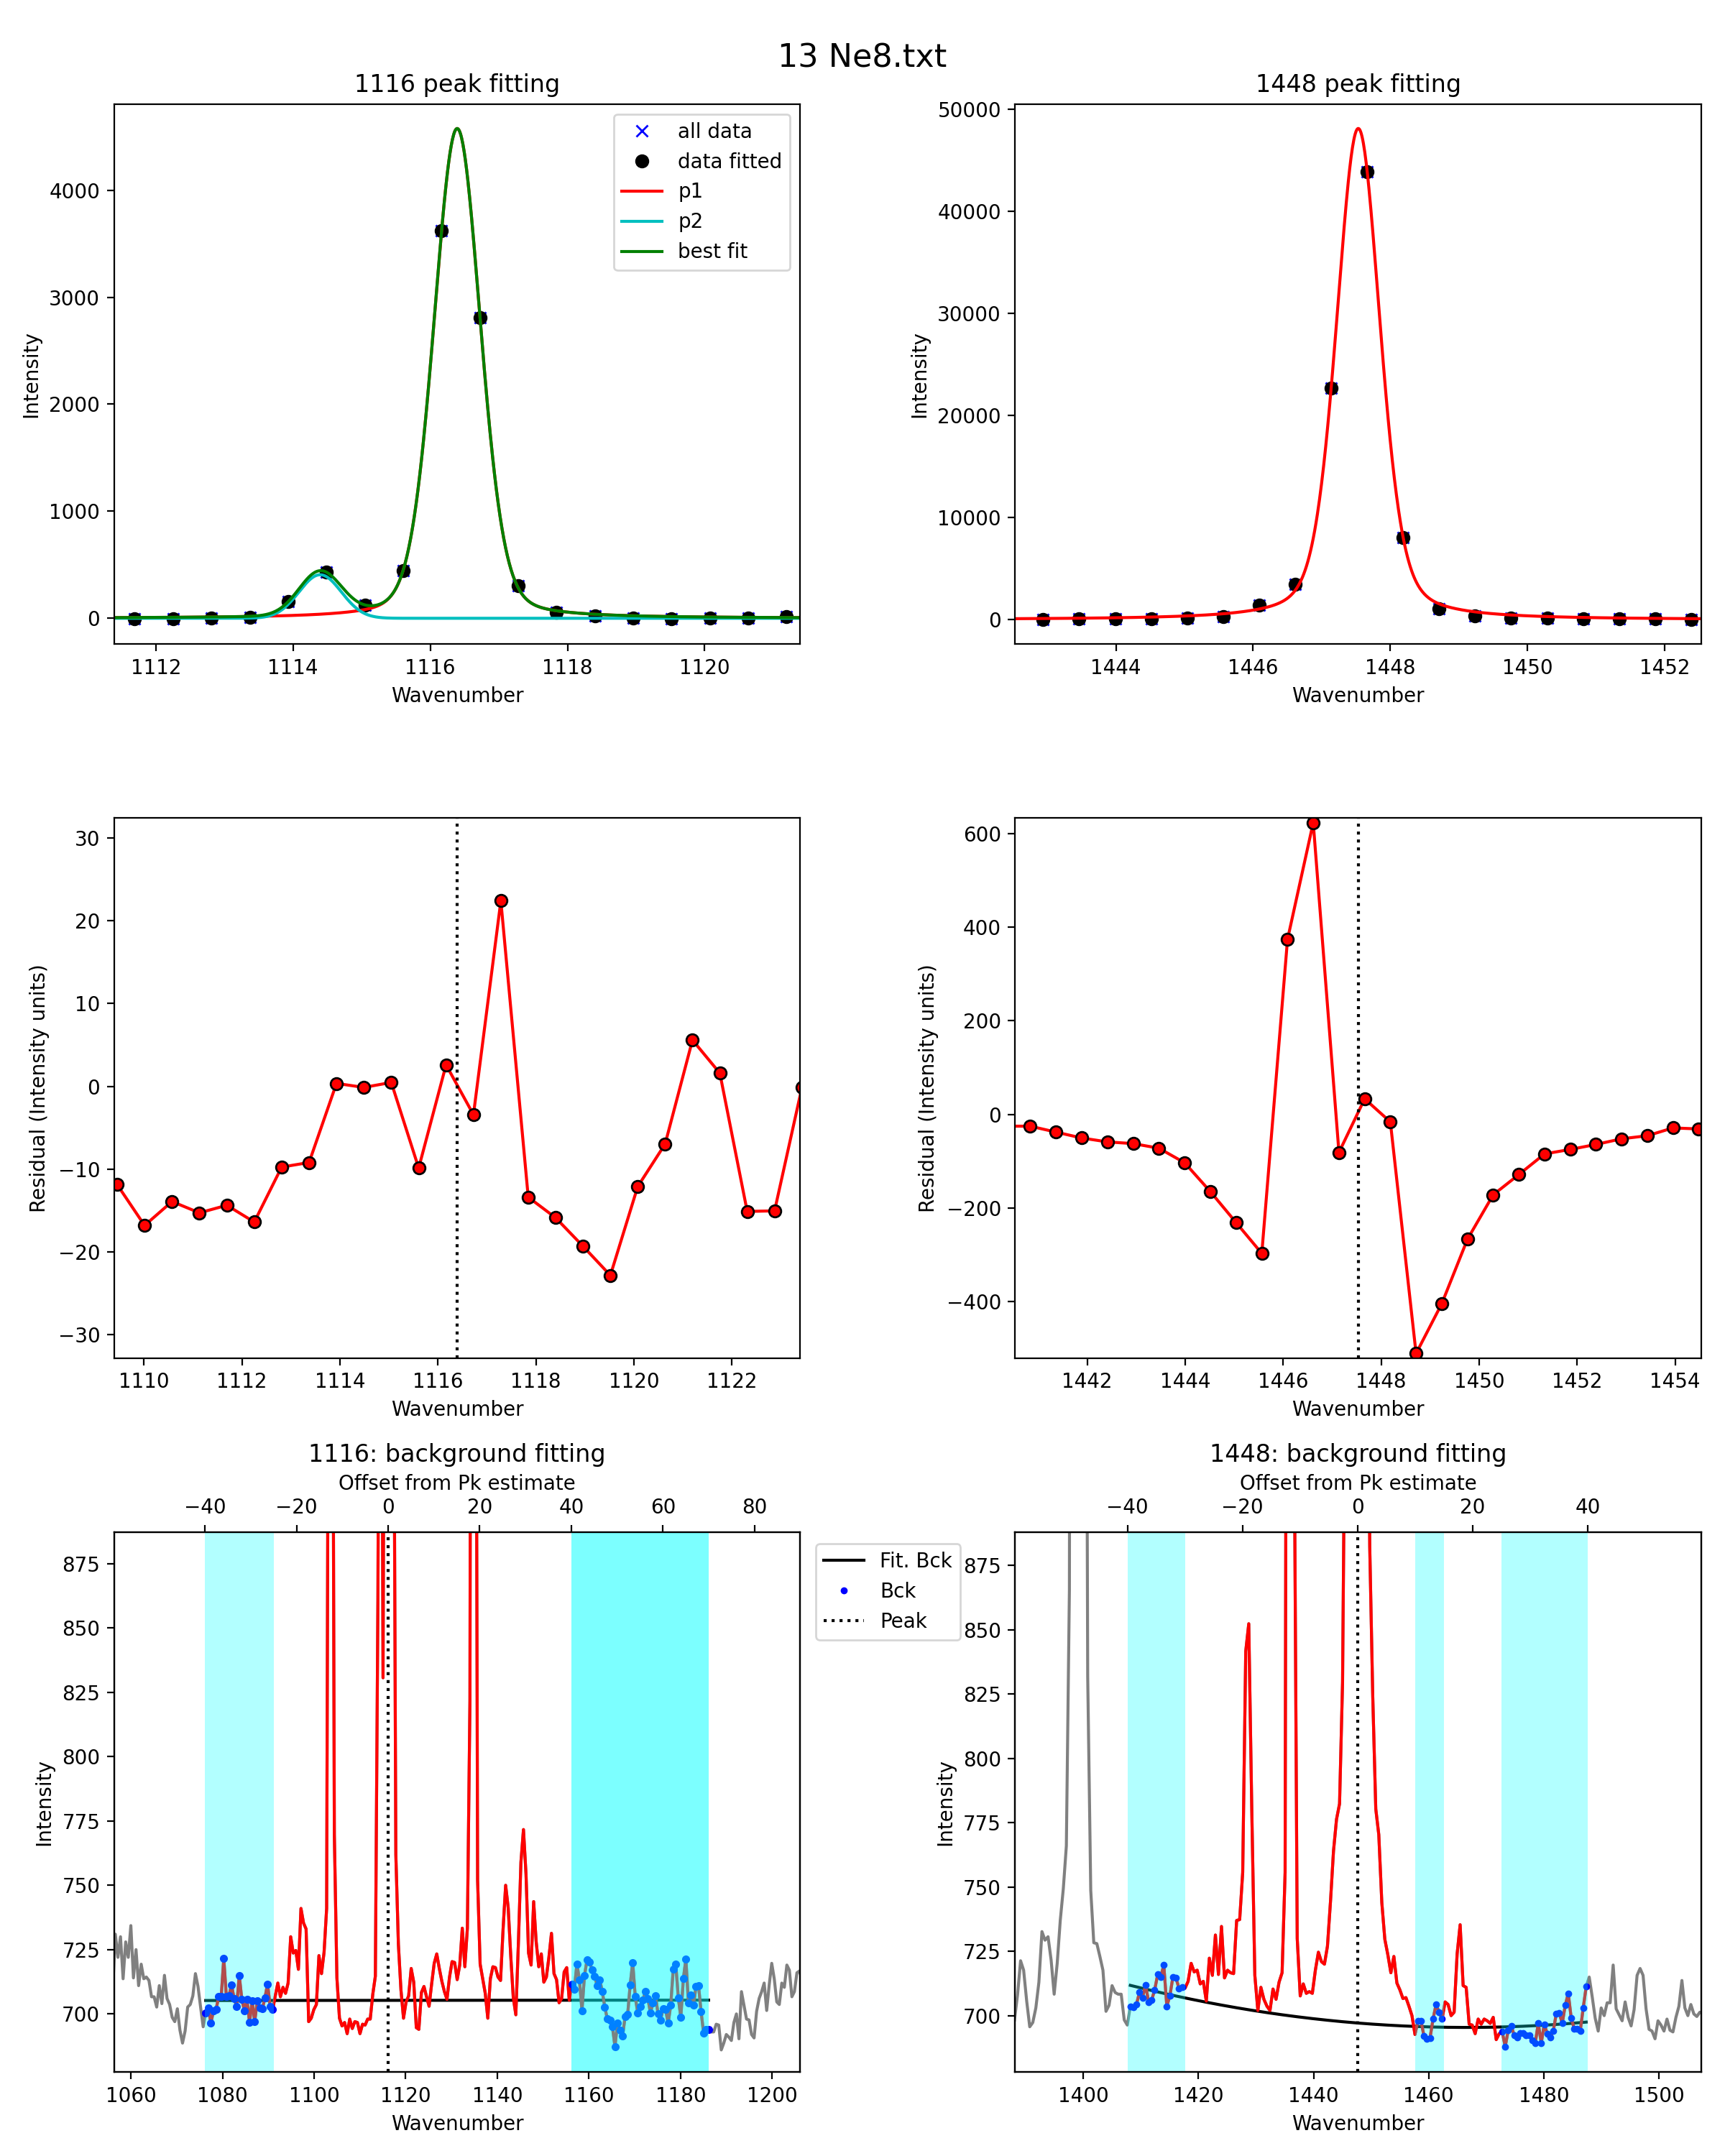 13 Ne8.txt
1116 peak fitting
Intensity
4000
3000
2000
1000
0
1112 1114 1116 1118 1120
Wavenumber
all data
data fitted
p1
p2
best fit
1448 peak fitting
Intensity
50000
40000
30000
20000
10000
0
1444 1446 1448 1450 1452
Wavenumber
Residual (Intensity units)
30
20
10
0
−10
−20
−30
1110 1112 1114 1116 1118 1120 1122
Wavenumber
Residual (Intensity units)
600
400
200
0
−200
−400
1442 1444 1446 1448 1450 1452 1454
Wavenumber
1116: background fitting
Offset from Pk estimate
−40 −20 0 20 40 60 80
Intensity
875
850
825
800
775
750
725
700
1060 1080 1100 1120 1140 1160 1180 1200
Wavenumber
Fit. Bck
Bck
Peak
1448: background fitting
Offset from Pk estimate
−40 −20 0 20 40
Intensity
875
850
825
800
775
750
725
700
1400 1420 1440 1460 1480 1500
Wavenumber